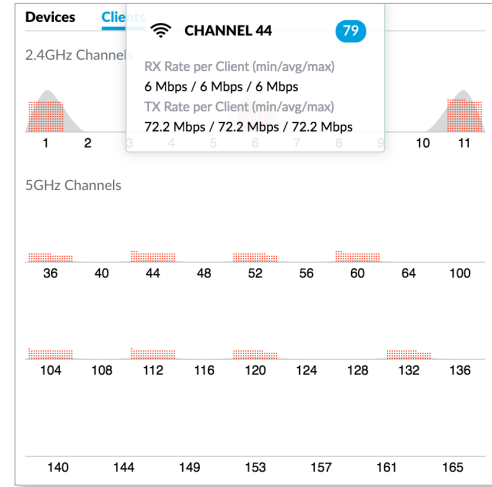 Devices Clients
CHANNEL 44 79
2.4GHz Channels
RX Rate per Client (min/avg/max)
6 Mbps / 6 Mbps / 6 Mbps
TX Rate per Client (min/avg/max)
72.2 Mbps / 72.2 Mbps / 72.2 Mbps
1 2 3 4 5 6 7 8 9 10 11
5GHz Channels
36 40 44 48 52 56 60 64 100
104 108 112 116 120 124 128 132 136
140 144 149 153 157 161 165